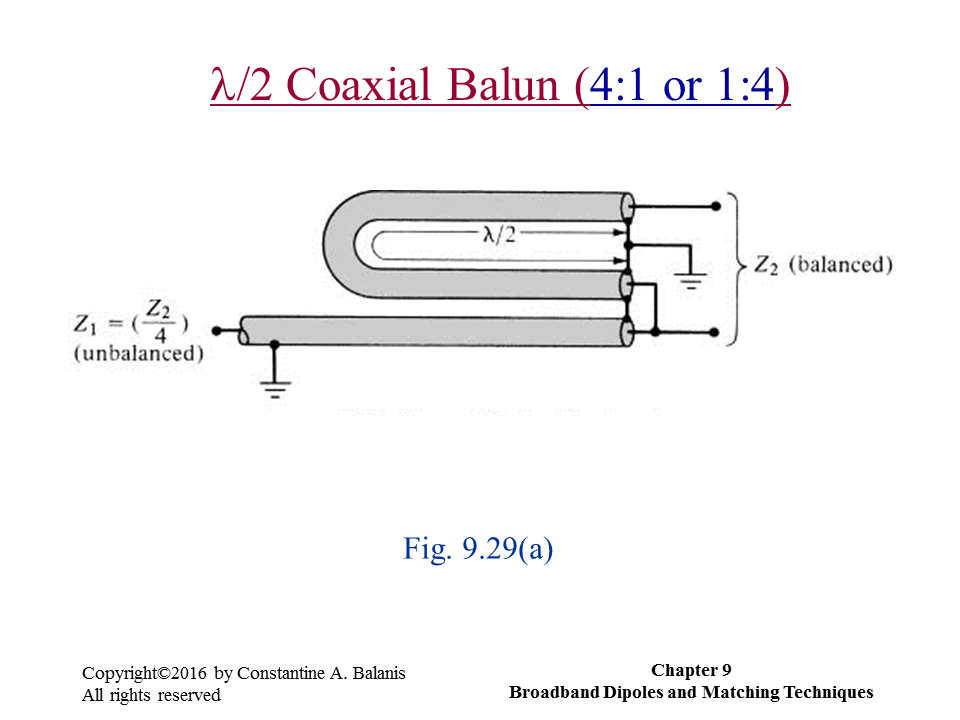 λ/2 Coaxial Balun (4:1 or 1:4)
λ/2
Z₂ (balanced)
Z₁ = (Z₂/4)
(unbalanced)
Fig. 9.29(a)
Copyright©2016 by Constantine A. Balanis
All rights reserved
Chapter 9
Broadband Dipoles and Matching Techniques